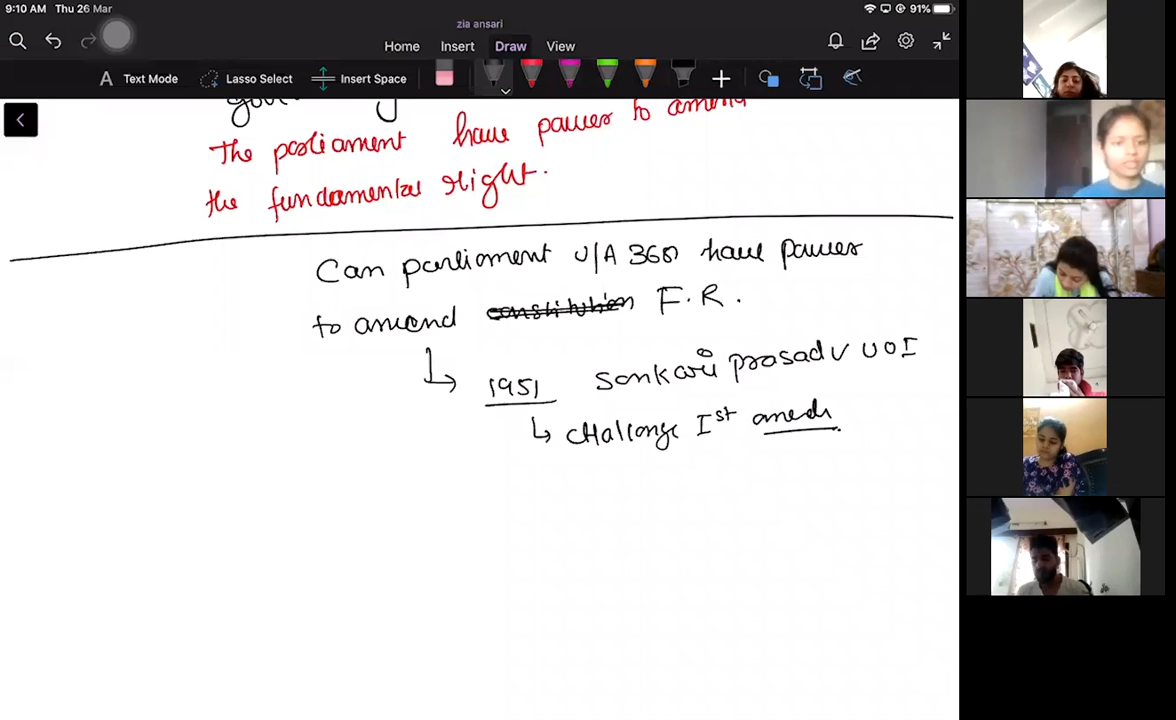 9:10 AM Thu 26 Mar
91%
zia ansari
Home Insert Draw View
Text Mode Lasso Select Insert Space
The parliament have power to amend
the fundamental right.
Can parliament U/A 368 have power
to amend constitution F.R.
1951 Sankari prasad v UOI
challenge Ist